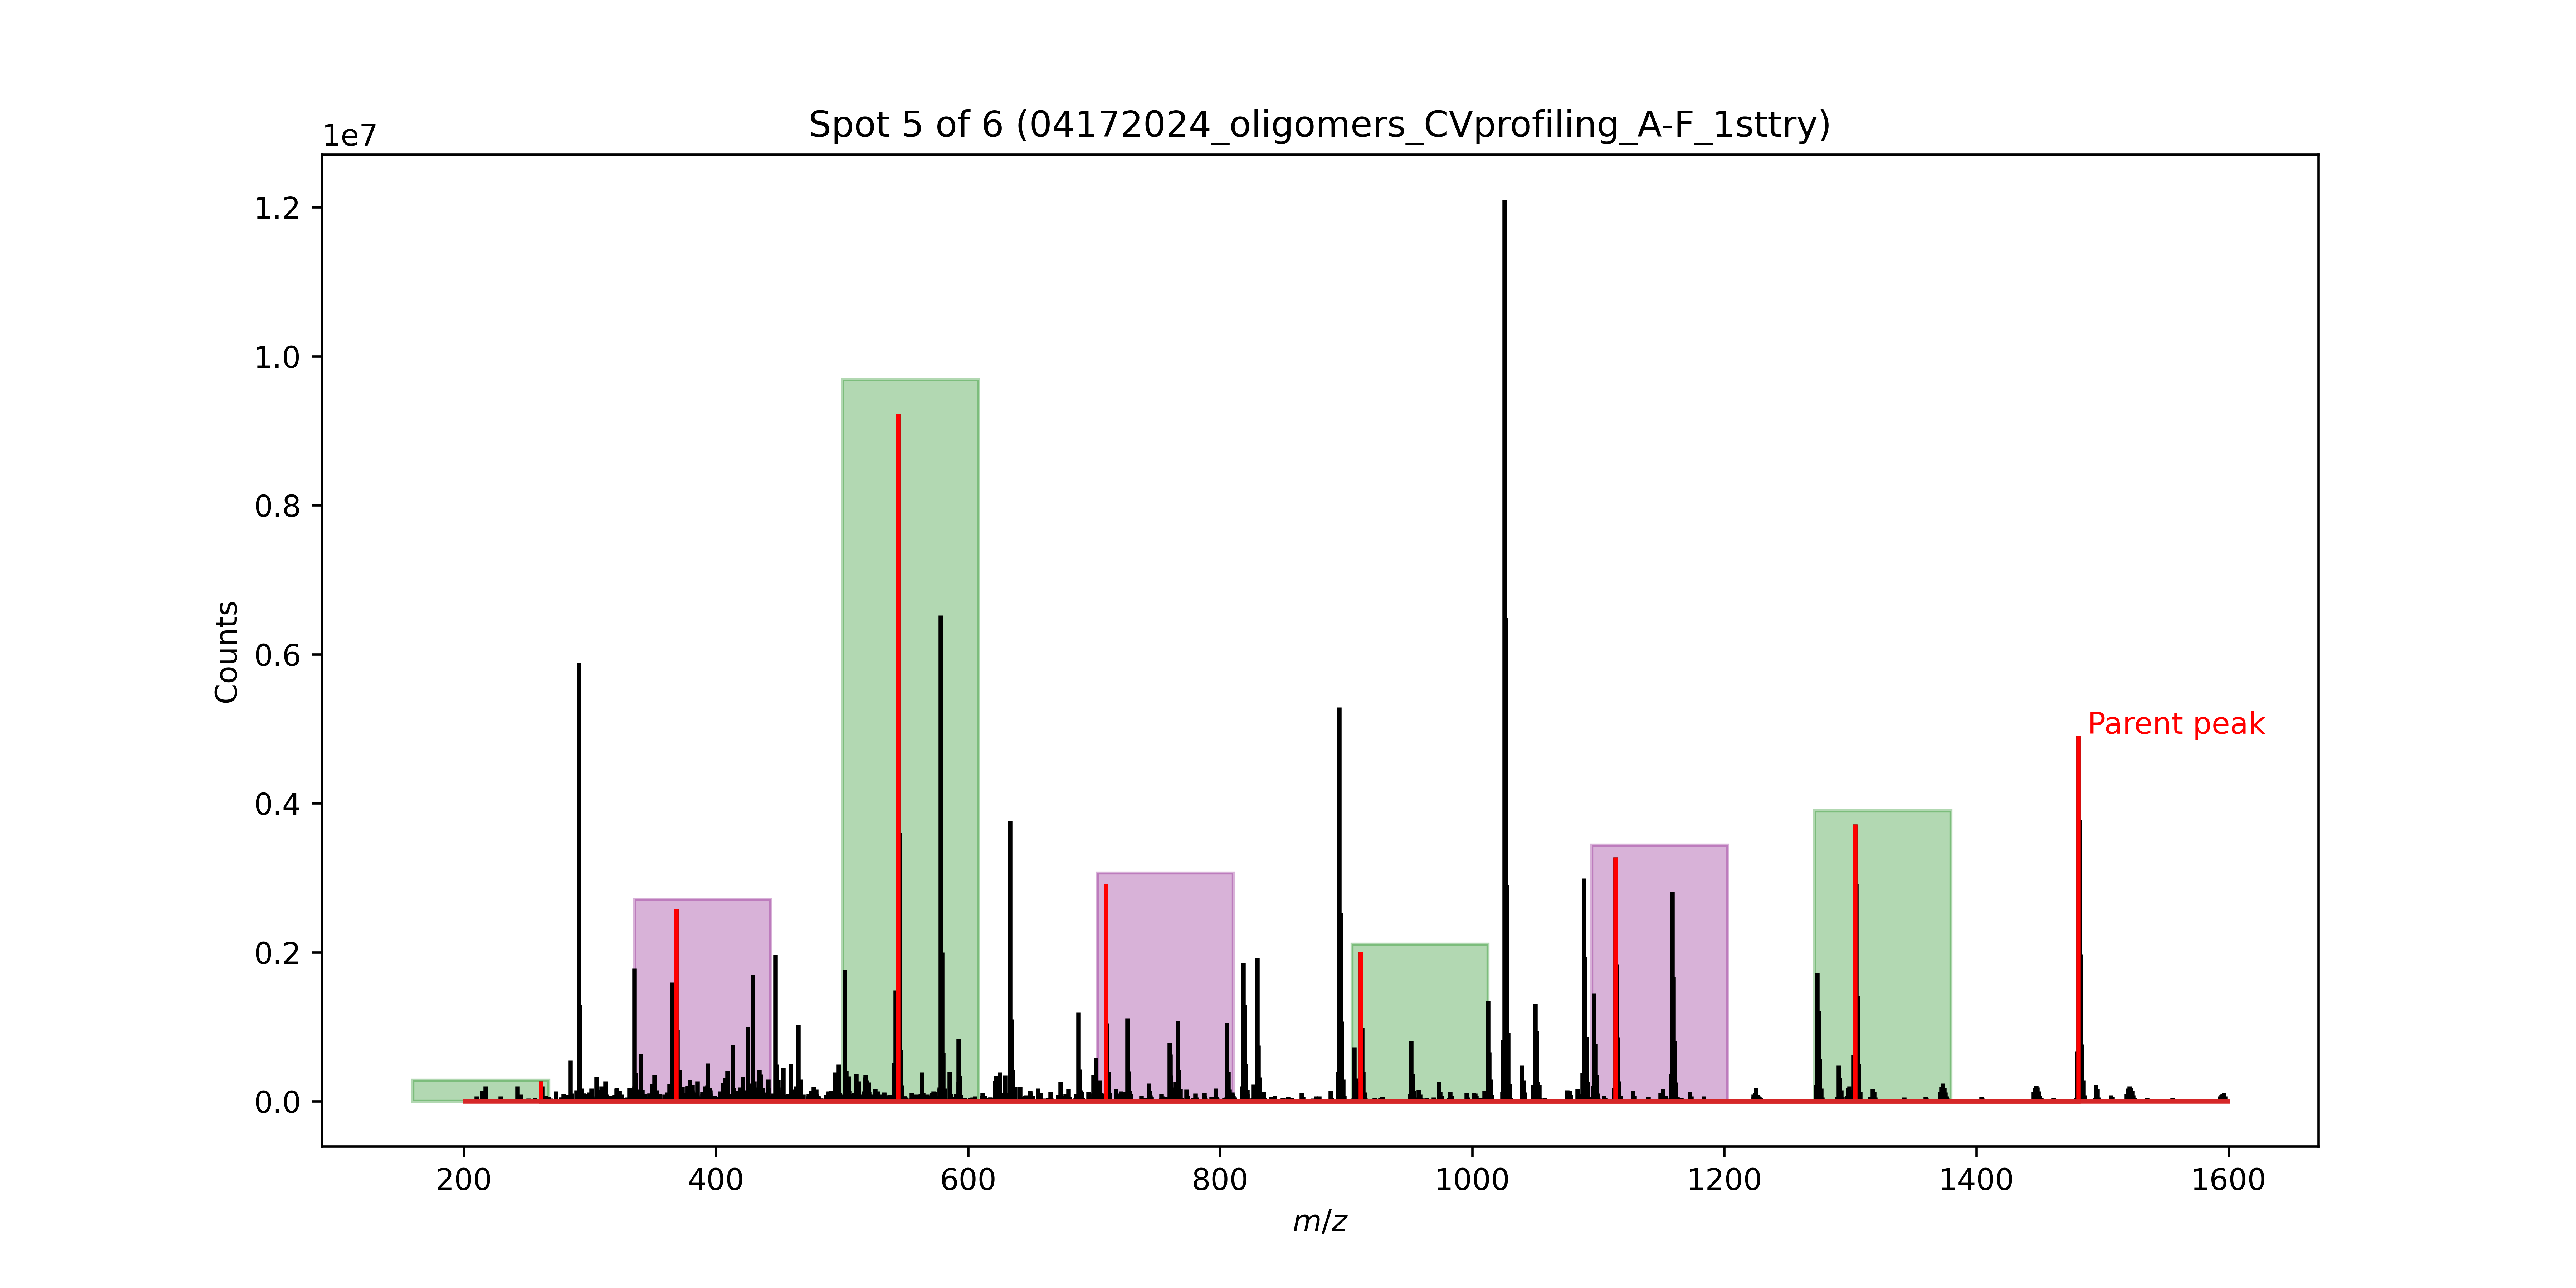 Spot 5 of 6 (04172024_oligomers_CVprofiling_A-F_1sttry)
1e7
1.2
1.0
0.8
0.6
0.4
0.2
0.0
Counts
Parent peak
200 400 600 800 1000 1200 1400 1600
m/z